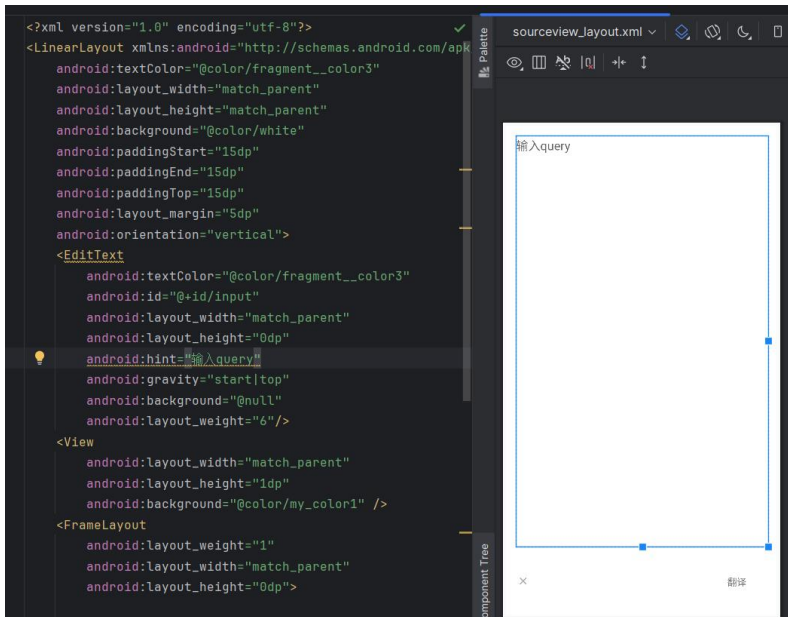 <?xml version="1.0" encoding="utf-8"?>
<LinearLayout xmlns:android="http://schemas.android.com/apk
android:textColor="@color/fragment__color3"
android:layout_width="match_parent"
android:layout_height="match_parent"
android:background="@color/white"
android:paddingStart="15dp"
android:paddingEnd="15dp"
android:paddingTop="15dp"
android:layout_margin="5dp"
android:orientation="vertical">
<EditText
android:textColor="@color/fragment__color3"
android:id="@+id/input"
android:layout_width="match_parent"
android:layout_height="0dp"
android:hint="输入query"
android:gravity="start|top"
android:background="@null"
android:layout_weight="6"/>
<View
android:layout_width="match_parent"
android:layout_height="1dp"
android:background="@color/my_color1" />
<FrameLayout
android:layout_weight="1"
android:layout_width="match_parent"
android:layout_height="0dp">
Palette
omponent Tree
sourceview_layout.xml
输入query
翻译